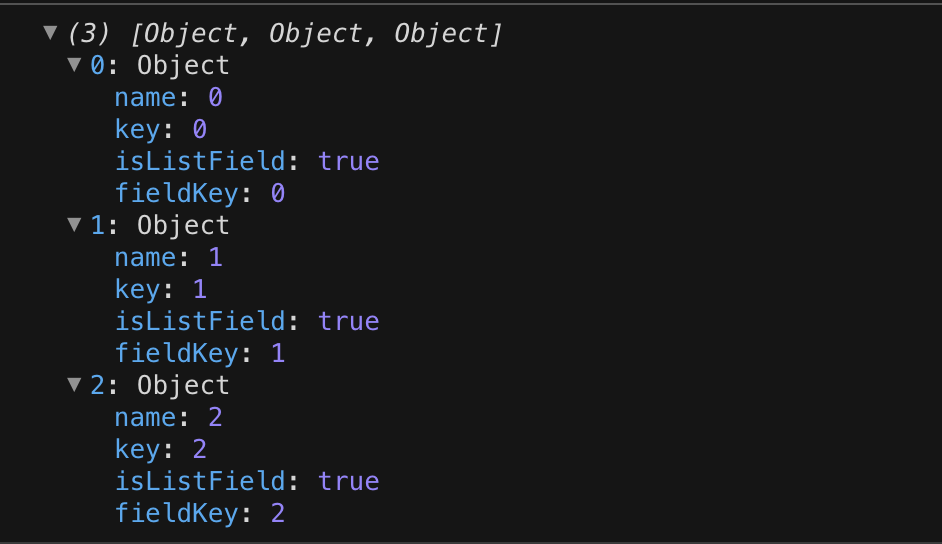 ▼ (3) [Object, Object, Object]
▼ 0: Object
name: 0
key: 0
isListField: true
fieldKey: 0
▼ 1: Object
name: 1
key: 1
isListField: true
fieldKey: 1
▼ 2: Object
name: 2
key: 2
isListField: true
fieldKey: 2